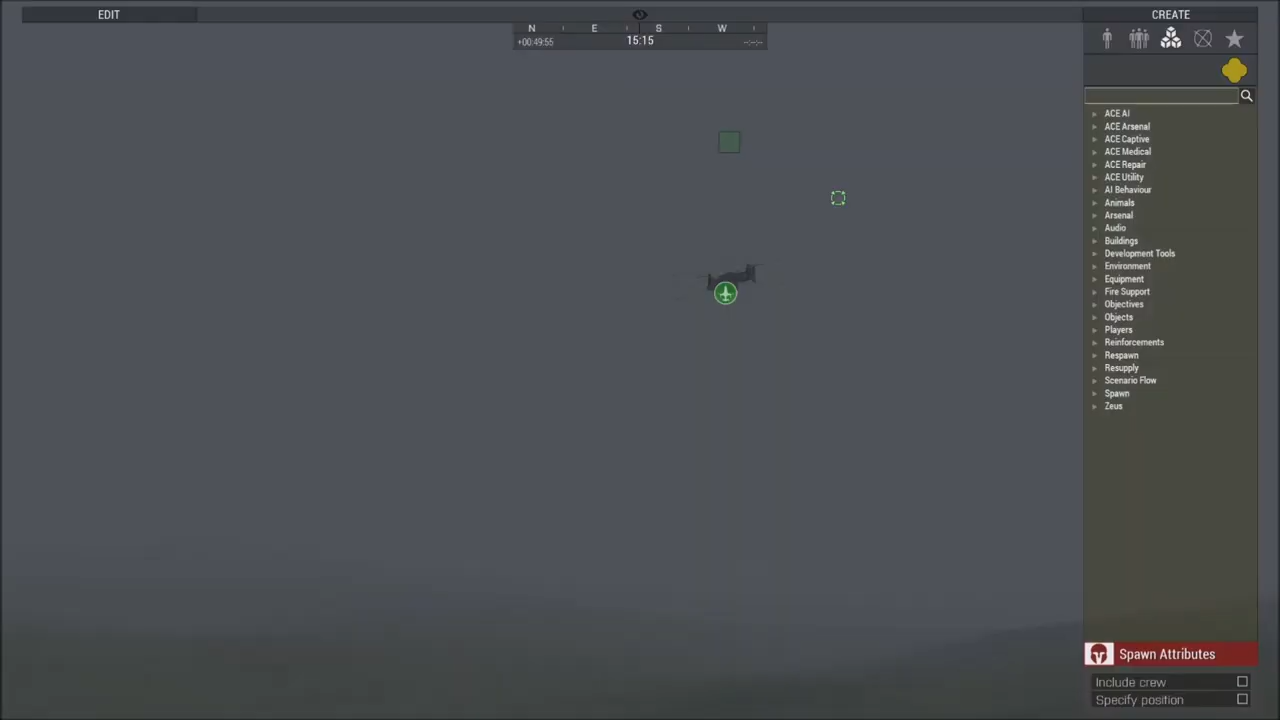 EDIT
N E S W
+00:49:55 15:15 --:--
CREATE
ACE AI
ACE Arsenal
ACE Captive
ACE Medical
ACE Repair
ACE Utility
AI Behaviour
Animals
Arsenal
Audio
Buildings
Development Tools
Environment
Equipment
Fire Support
Objectives
Objects
Players
Reinforcements
Respawn
Resupply
Scenario Flow
Spawn
Zeus
Spawn Attributes
Include crew
Specify position